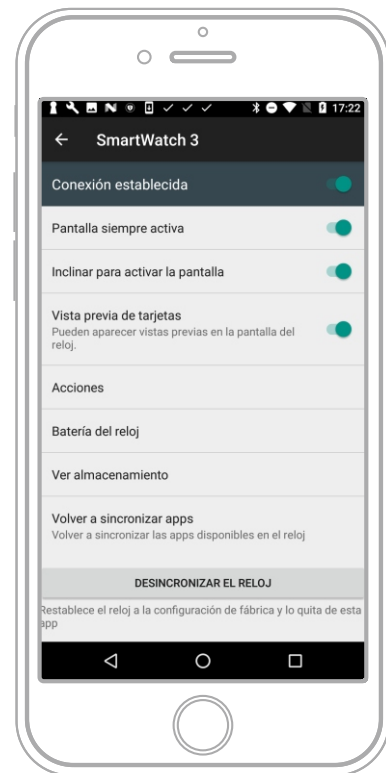 17:22
SmartWatch 3
Conexión establecida
Pantalla siempre activa
Inclinar para activar la pantalla
Vista previa de tarjetas
Pueden aparecer vistas previas en la pantalla del
reloj.
Acciones
Batería del reloj
Ver almacenamiento
Volver a sincronizar apps
Volver a sincronizar las apps disponibles en el reloj
DESINCRONIZAR EL RELOJ
Restablece el reloj a la configuración de fábrica y lo quita de esta
app